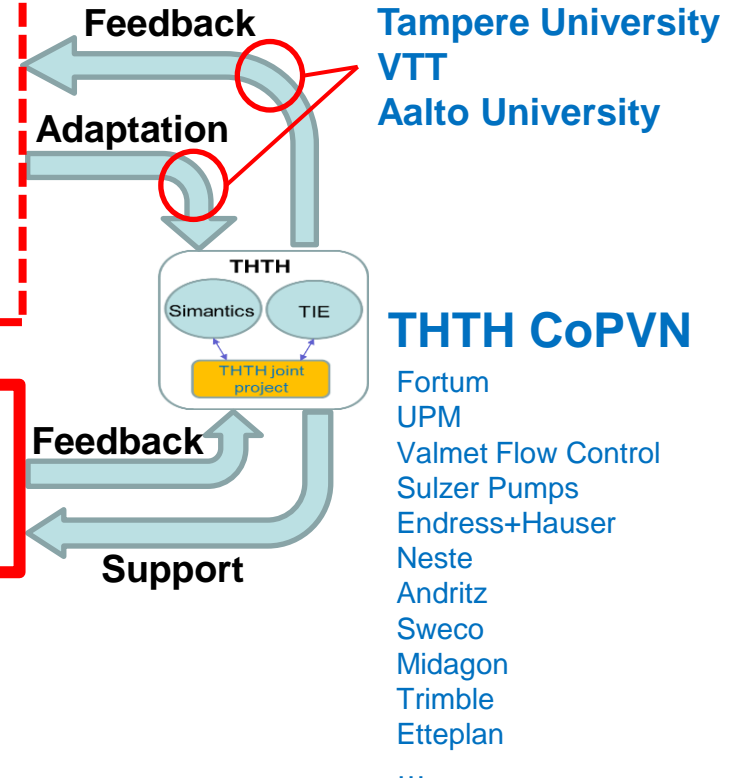 Feedback
Tampere University
VTT
Aalto University
Adaptation
THTH
Simantics
TIE
THTH joint
project
THTH CoPVN
Fortum
UPM
Valmet Flow Control
Sulzer Pumps
Endress+Hauser
Neste
Andritz
Sweco
Midagon
Trimble
Etteplan
...
Feedback
Support